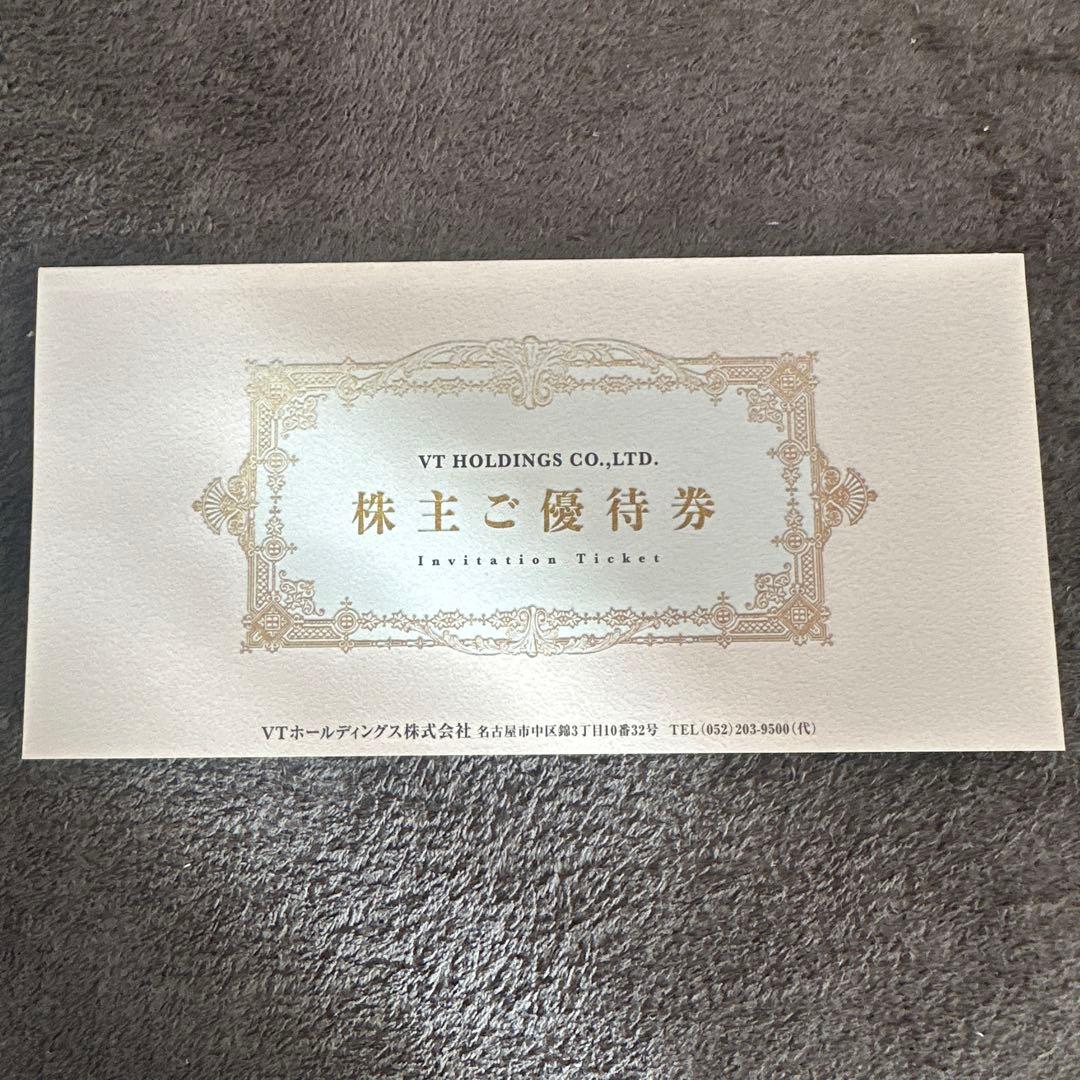 VT HOLDINGS CO.,LTD.
株主ご優待券
Invitation Ticket
VTホールディングス株式会社 名古屋市中区錦3丁目10番32号 TEL(052)203-9500(代)